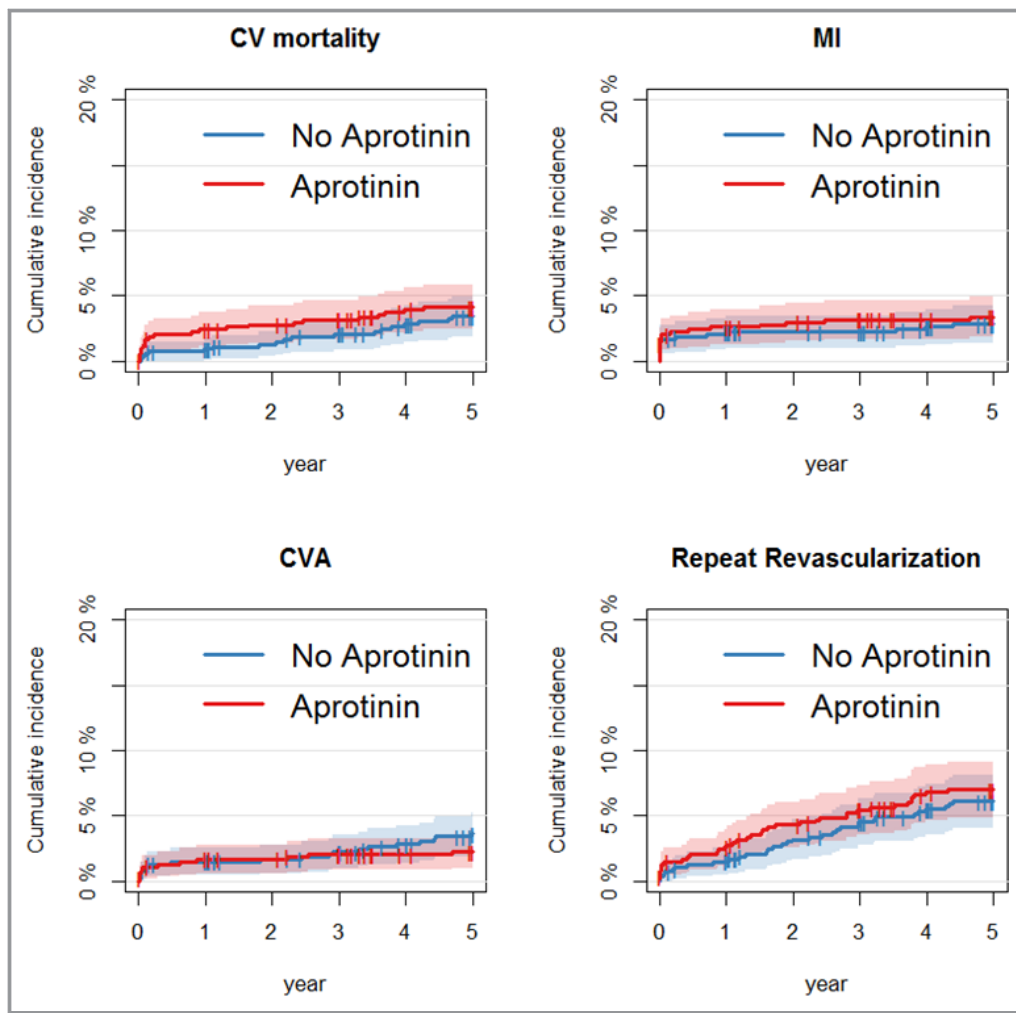 CV mortality
Cumulative incidence
20 %
10 %
5 %
0 %
No Aprotinin
Aprotinin
0 1 2 3 4 5
year
MI
Cumulative incidence
20 %
10 %
5 %
0 %
No Aprotinin
Aprotinin
0 1 2 3 4 5
year
CVA
Cumulative incidence
20 %
10 %
5 %
0 %
No Aprotinin
Aprotinin
0 1 2 3 4 5
year
Repeat Revascularization
Cumulative incidence
20 %
10 %
5 %
0 %
No Aprotinin
Aprotinin
0 1 2 3 4 5
year